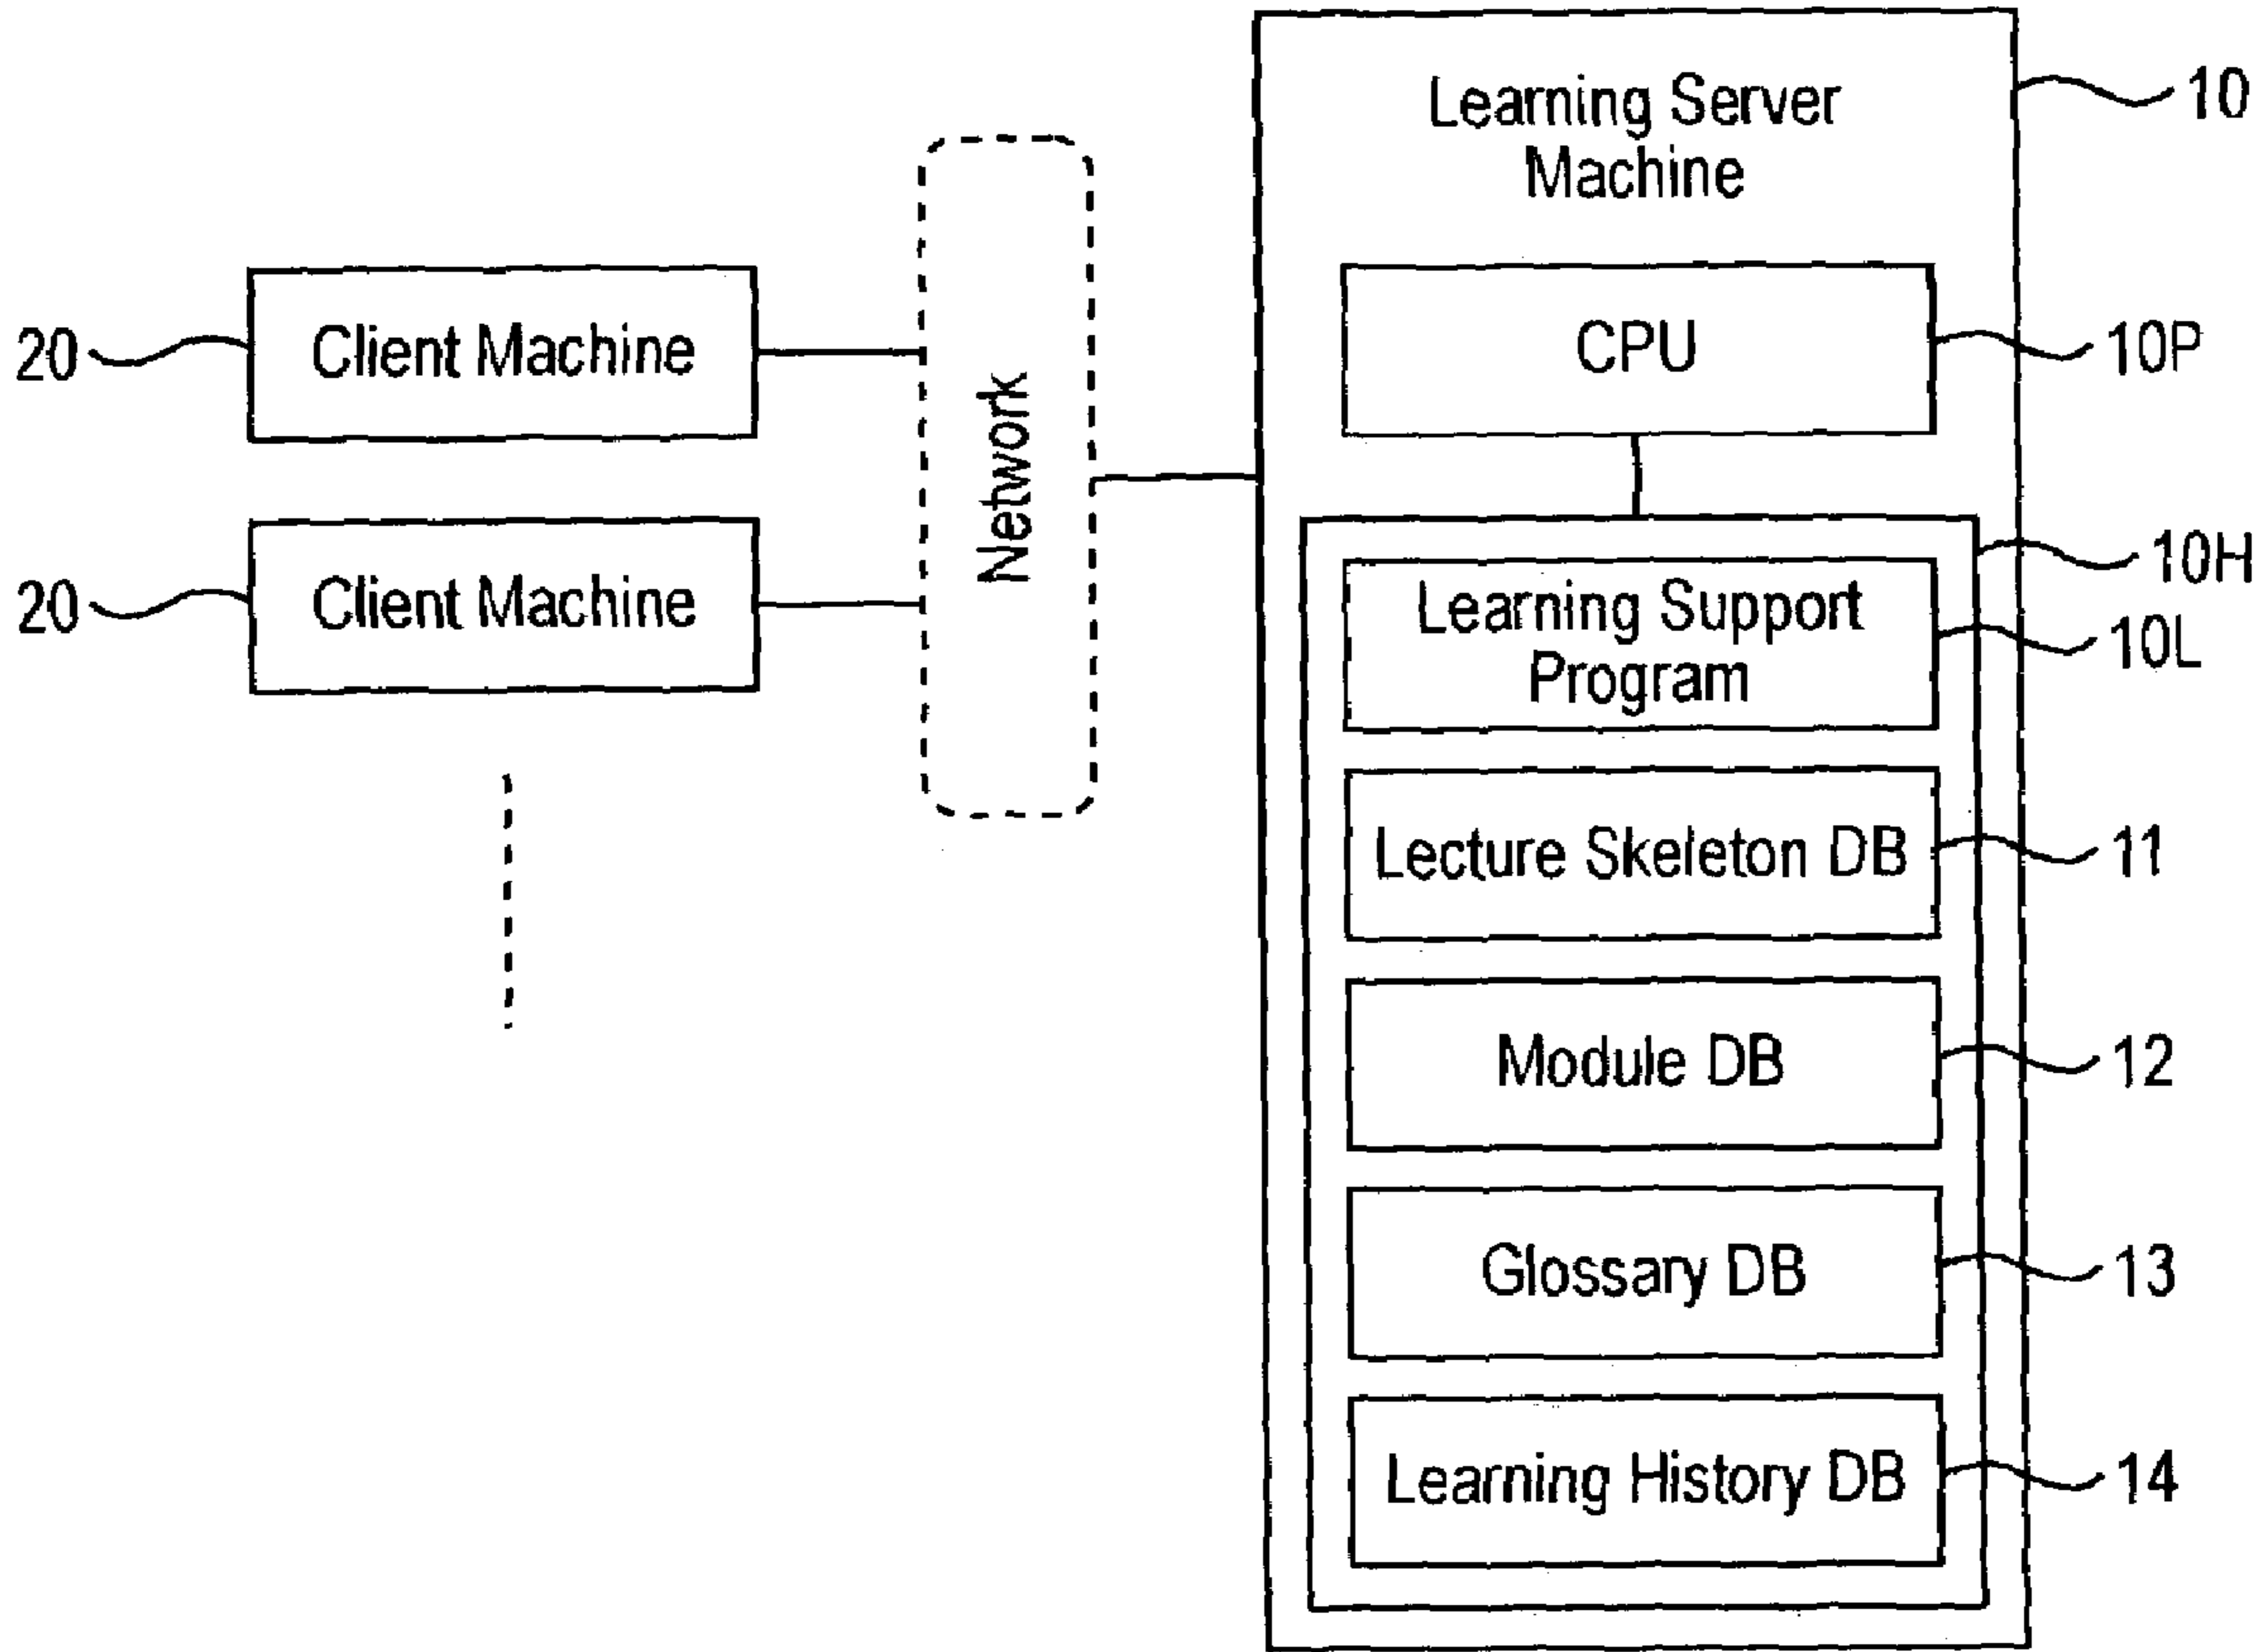 Learning Server
Machine
10
CPU
10P
20
Client Machine
Network
20
Client Machine
10H
Learning Support
Program
10L
Lecture Skeleton DB
11
Module DB
12
Glossary DB
13
Learning History DB
14